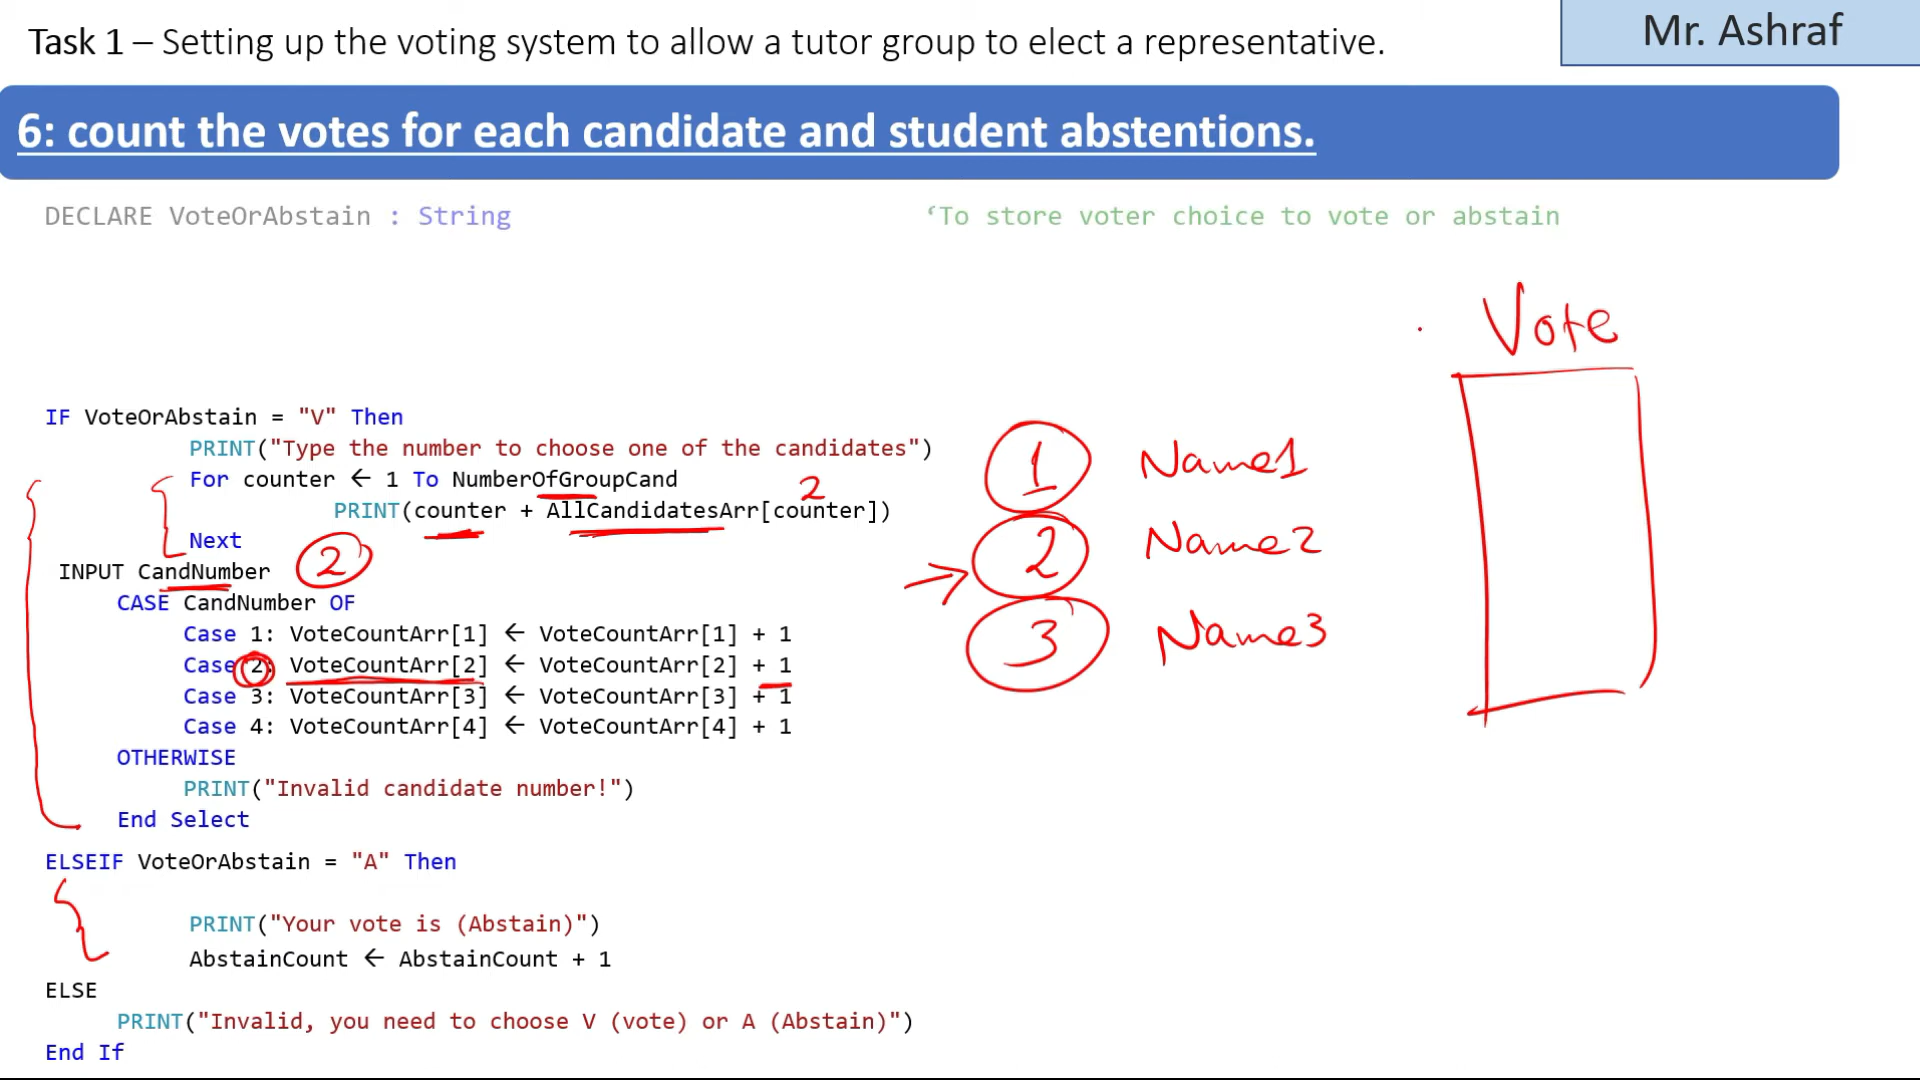 Task 1 – Setting up the voting system to allow a tutor group to elect a representative.
Mr. Ashraf
6: count the votes for each candidate and student abstentions.
DECLARE VoteOrAbstain : String
‘To store voter choice to vote or abstain
IF VoteOrAbstain = "V" Then
PRINT("Type the number to choose one of the candidates")
For counter ← 1 To NumberOfGroupCand
2
PRINT(counter + AllCandidatesArr[counter])
Next
2
INPUT CandNumber
CASE CandNumber OF
Case 1: VoteCountArr[1] ← VoteCountArr[1] + 1
Case 2: VoteCountArr[2] ← VoteCountArr[2] + 1
Case 3: VoteCountArr[3] ← VoteCountArr[3] + 1
Case 4: VoteCountArr[4] ← VoteCountArr[4] + 1
OTHERWISE
PRINT("Invalid candidate number!")
End Select
ELSEIF VoteOrAbstain = "A" Then
PRINT("Your vote is (Abstain)")
AbstainCount ← AbstainCount + 1
ELSE
PRINT("Invalid, you need to choose V (vote) or A (Abstain)")
End If
1 Name1
2 Name2
3 Name3
Vote